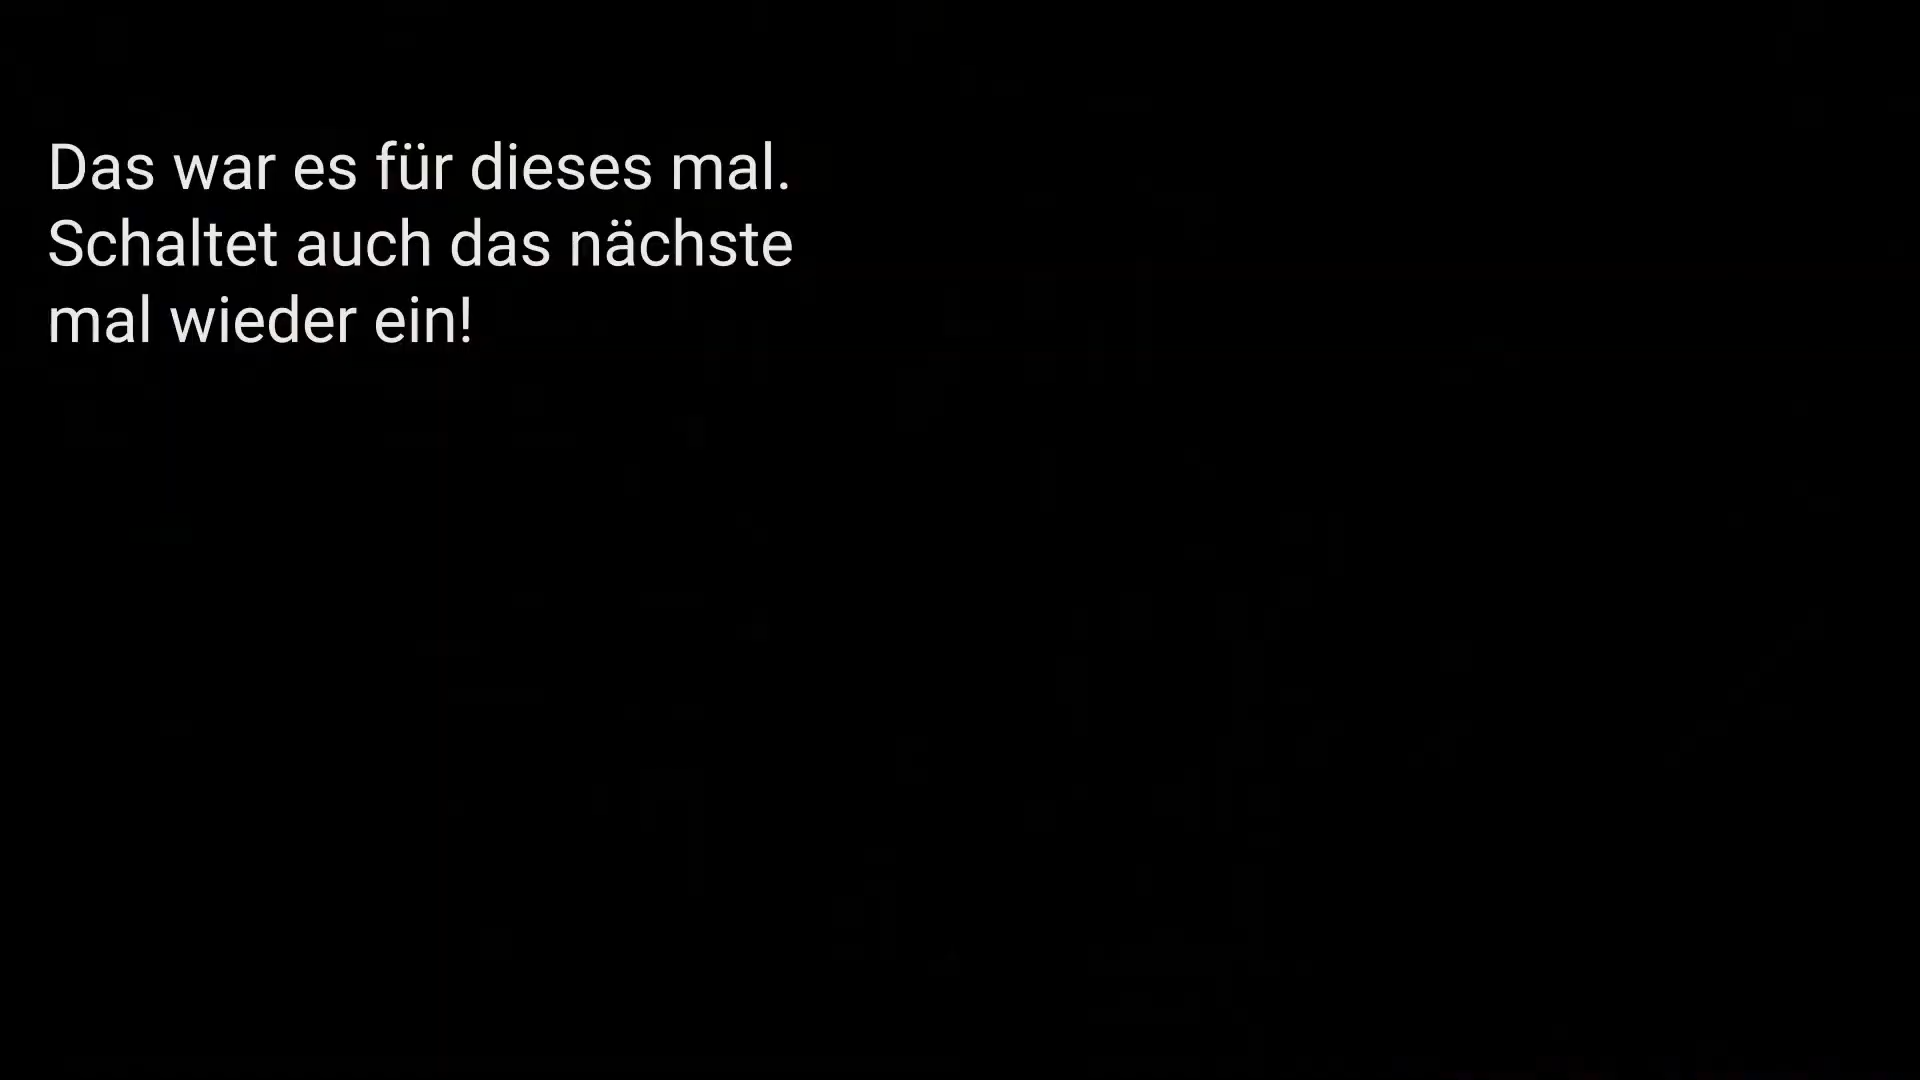 Das war es für dieses mal.
Schaltet auch das nächste
mal wieder ein!